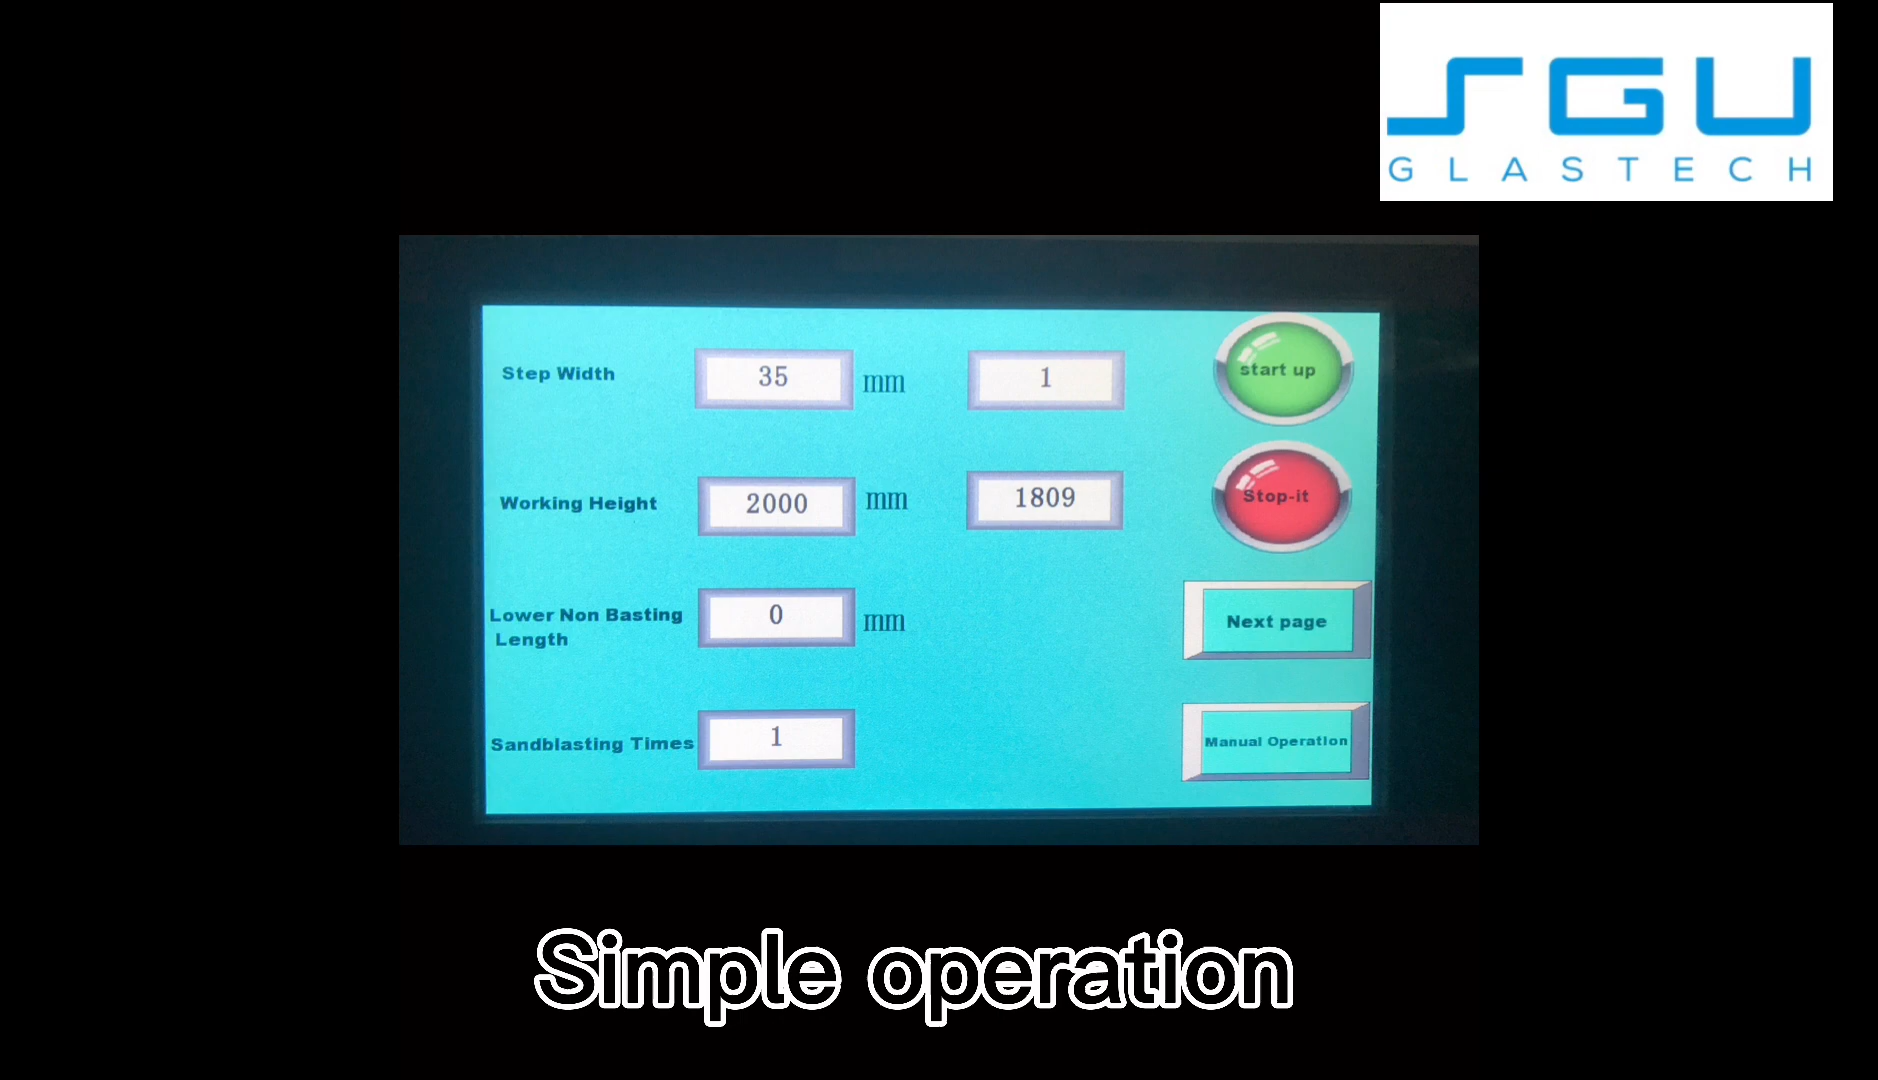 SGU
GLASTECH
Step Width 35 mm 1 start up
Working Height 2000 mm 1809 Stop-it
Lower Non Basting
Length 0 mm Next page
Sandblasting Times 1 Manual Operation
Simple operation